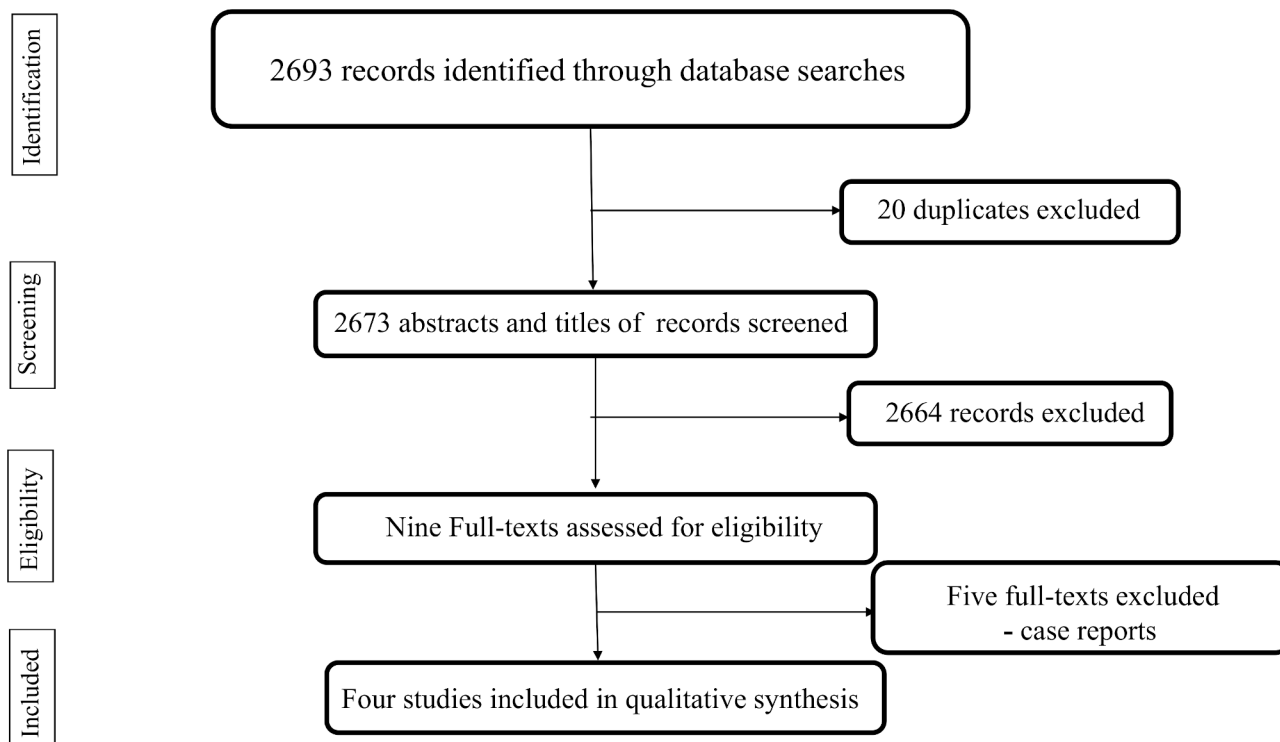 Identification
2693 records identified through database searches
20 duplicates excluded
Screening
2673 abstracts and titles of records screened
2664 records excluded
Eligibility
Nine Full-texts assessed for eligibility
Five full-texts excluded
- case reports
Included
Four studies included in qualitative synthesis